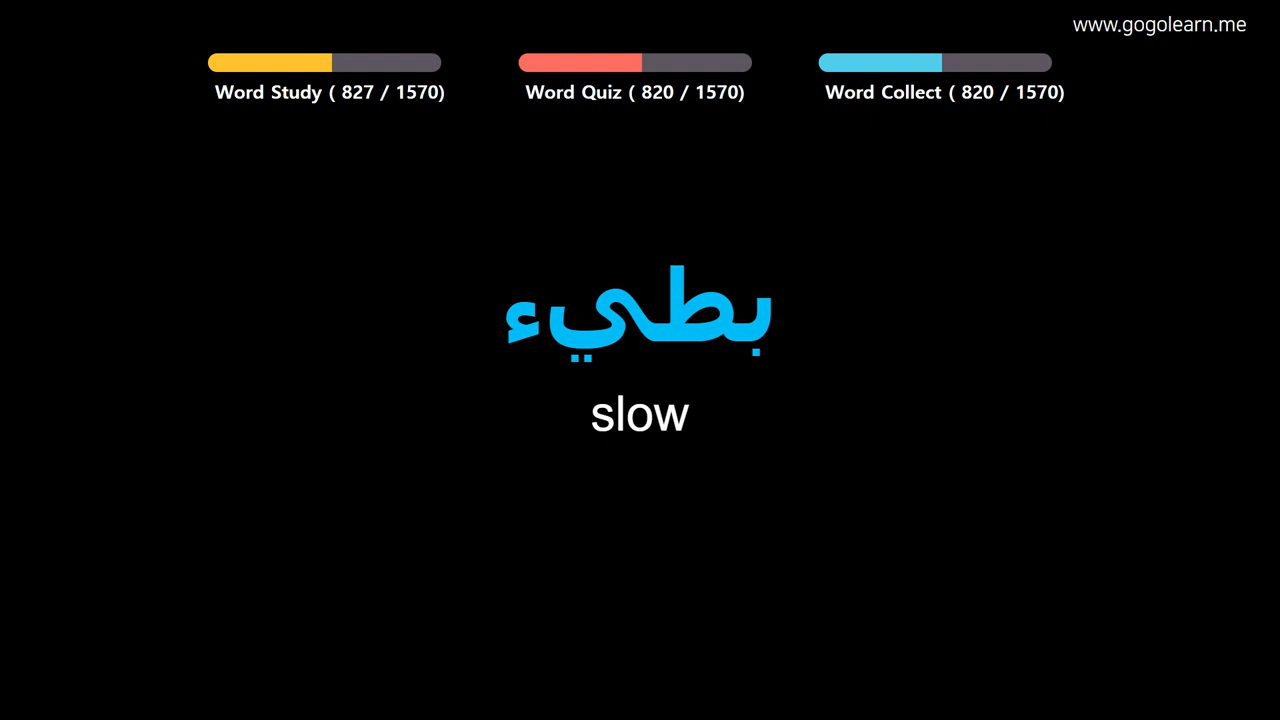 www.gogolearn.me
Word Study ( 827 / 1570)
Word Quiz ( 820 / 1570)
Word Collect ( 820 / 1570)
بطيء
slow